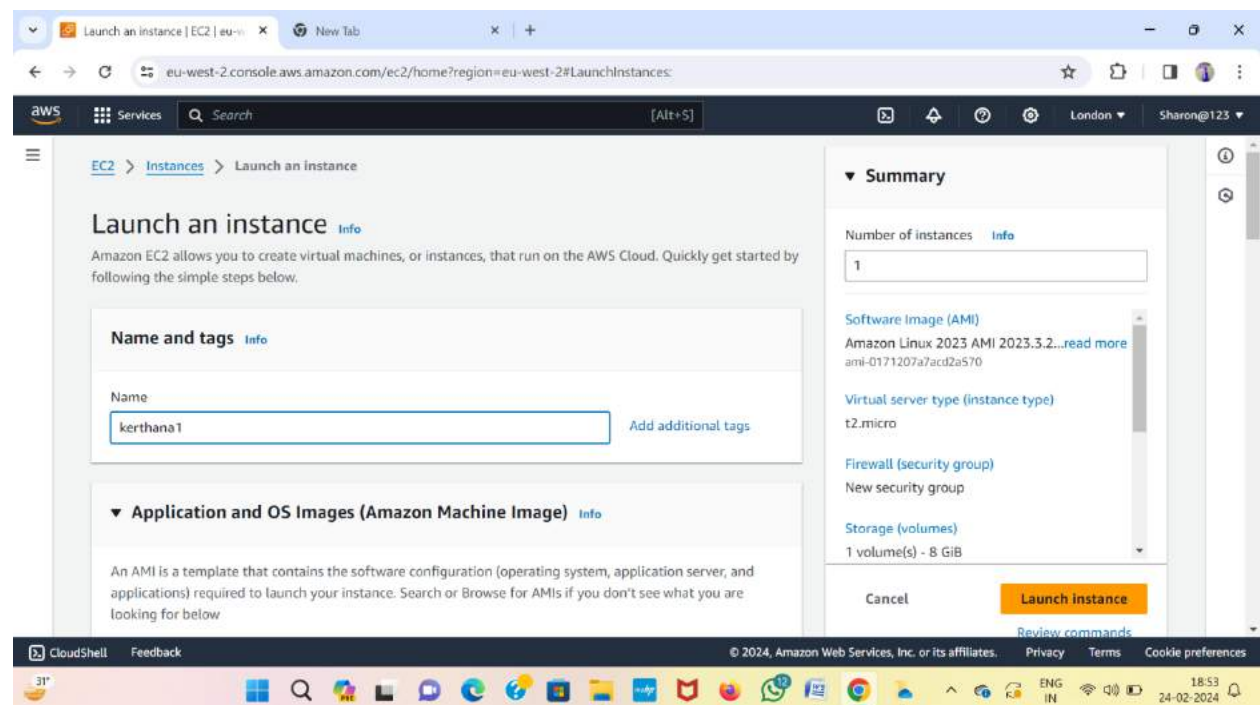 Launch an instance | EC2 | eu-w
New Tab
eu-west-2.console.aws.amazon.com/ec2/home?region=eu-west-2#LaunchInstances:
aws
Services
Search
[Alt+S]
London
Sharon@123
EC2 > Instances > Launch an instance
Launch an instance Info
Amazon EC2 allows you to create virtual machines, or instances, that run on the AWS Cloud. Quickly get started by
following the simple steps below.
Name and tags Info
Name
kerthana1
Add additional tags
Application and OS Images (Amazon Machine Image) Info
An AMI is a template that contains the software configuration (operating system, application server, and
applications) required to launch your instance. Search or Browse for AMIs if you don't see what you are
looking for below
Summary
Number of instances Info
1
Software Image (AMI)
Amazon Linux 2023 AMI 2023.3.2...read more
ami-0171207a7acd2a570
Virtual server type (instance type)
t2.micro
Firewall (security group)
New security group
Storage (volumes)
1 volume(s) - 8 GiB
Cancel
Launch instance
Review commands
CloudShell
Feedback
© 2024, Amazon Web Services, Inc. or its affiliates.
Privacy
Terms
Cookie preferences
31°
12
ENG
IN
18:53
24-02-2024